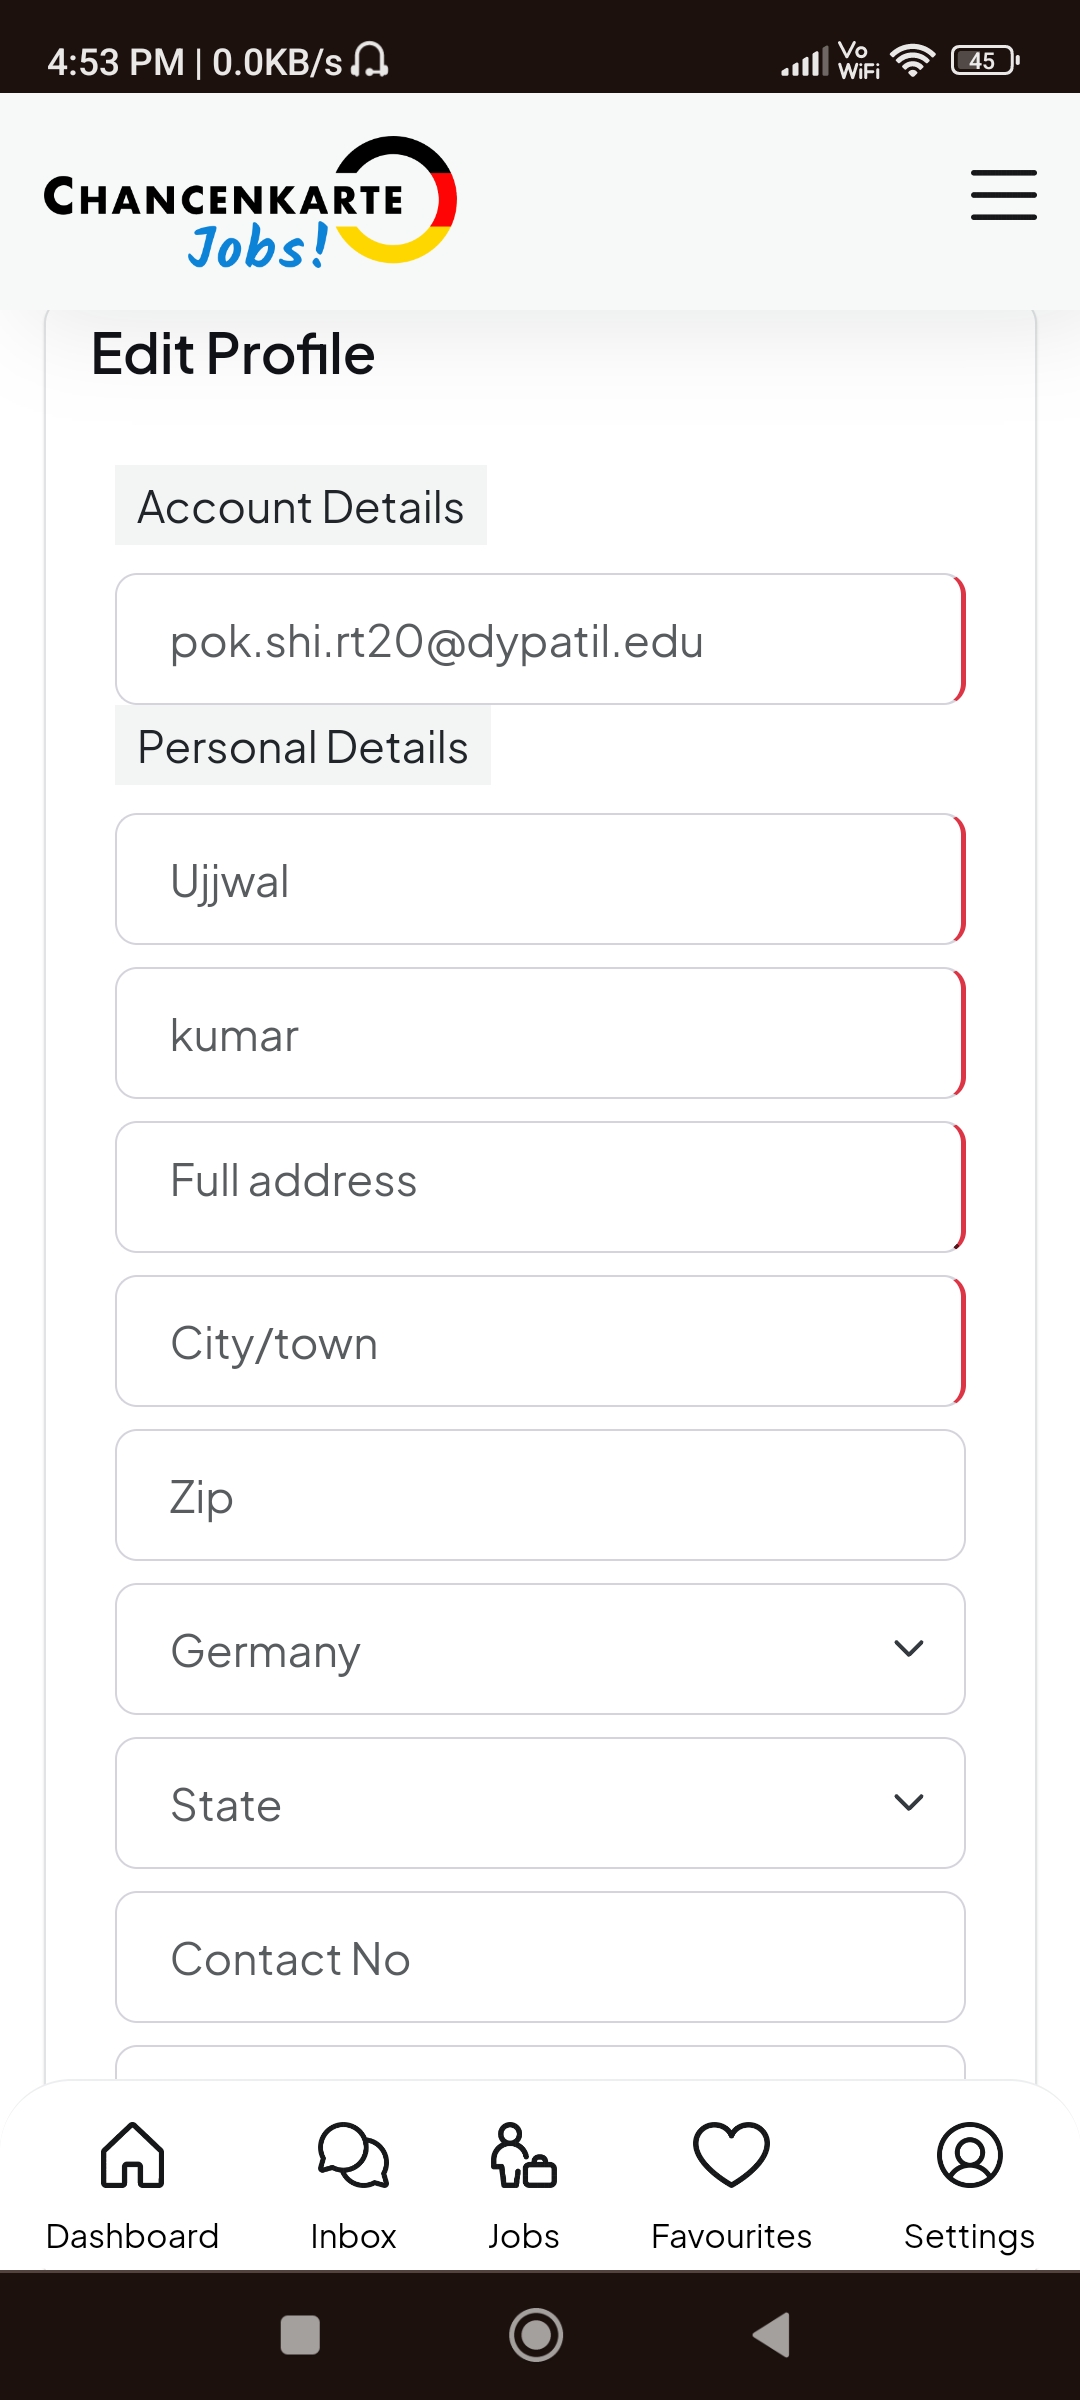 4:53 PM | 0.0KB/s
Vo
WiFi
45
CHANCENKARTE
Jobs!
Edit Profile
Account Details
pok.shi.rt20@dypatil.edu
Personal Details
Ujjwal
kumar
Full address
City/town
Zip
Germany
State
Contact No
Dashboard
Inbox
Jobs
Favourites
Settings